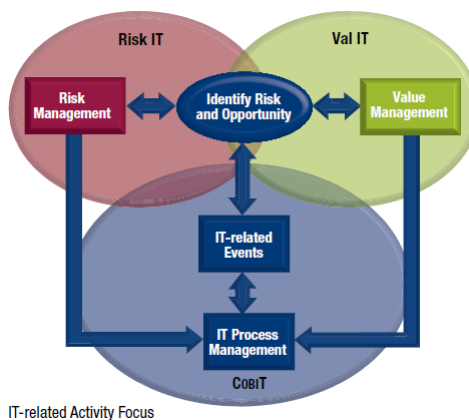 Risk IT
Val IT
Risk
Management
Identify Risk
and Opportunity
Value
Management
IT-related
Events
IT Process
Management
COBIT
IT-related Activity Focus